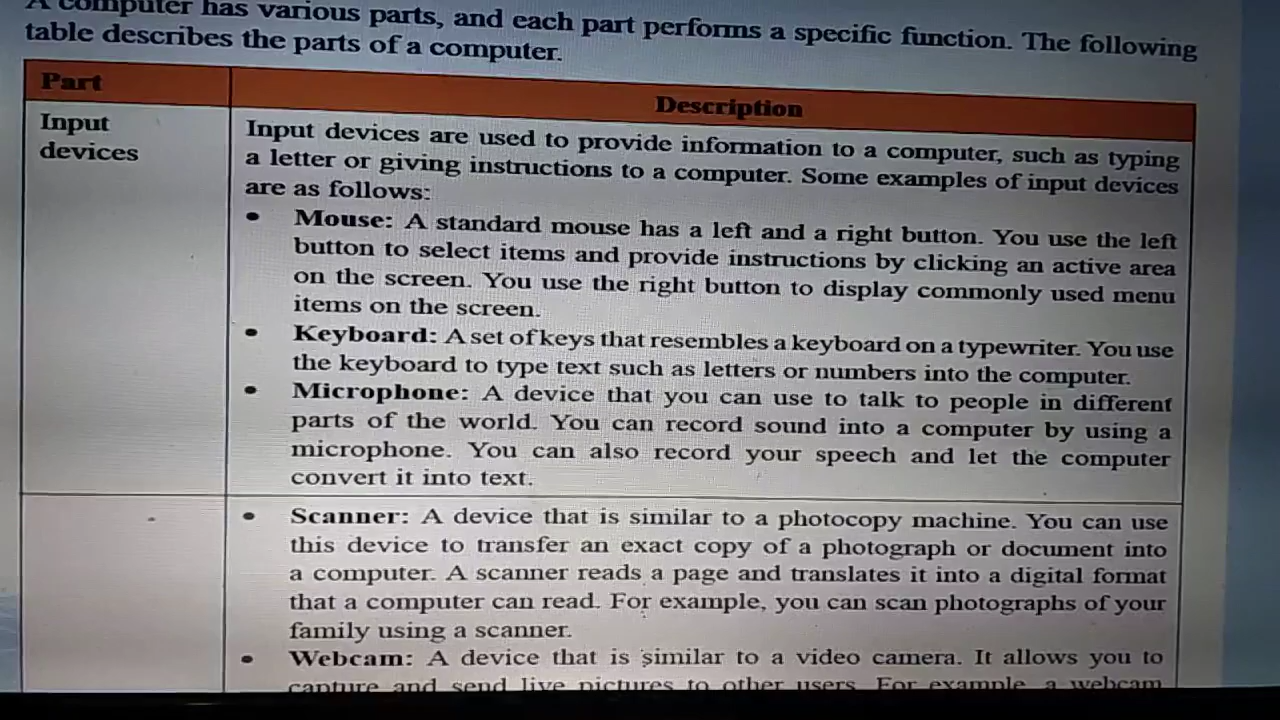 A computer has various parts, and each part performs a specific function. The following
table describes the parts of a computer.
Part
Description
Input
devices
Input devices are used to provide information to a computer, such as typing
a letter or giving instructions to a computer. Some examples of input devices
are as follows:
• Mouse: A standard mouse has a left and a right button. You use the left
button to select items and provide instructions by clicking an active area
on the screen. You use the right button to display commonly used menu
items on the screen.
• Keyboard: A set of keys that resembles a keyboard on a typewriter. You use
the keyboard to type text such as letters or numbers into the computer.
• Microphone: A device that you can use to talk to people in different
parts of the world. You can record sound into a computer by using a
microphone. You can also record your speech and let the computer
convert it into text.
• Scanner: A device that is similar to a photocopy machine. You can use
this device to transfer an exact copy of a photograph or document into
a computer. A scanner reads a page and translates it into a digital format
that a computer can read. For example, you can scan photographs of your
family using a scanner.
• Webcam: A device that is similar to a video camera. It allows you to
capture and send live pictures to other users. For example, a webcam